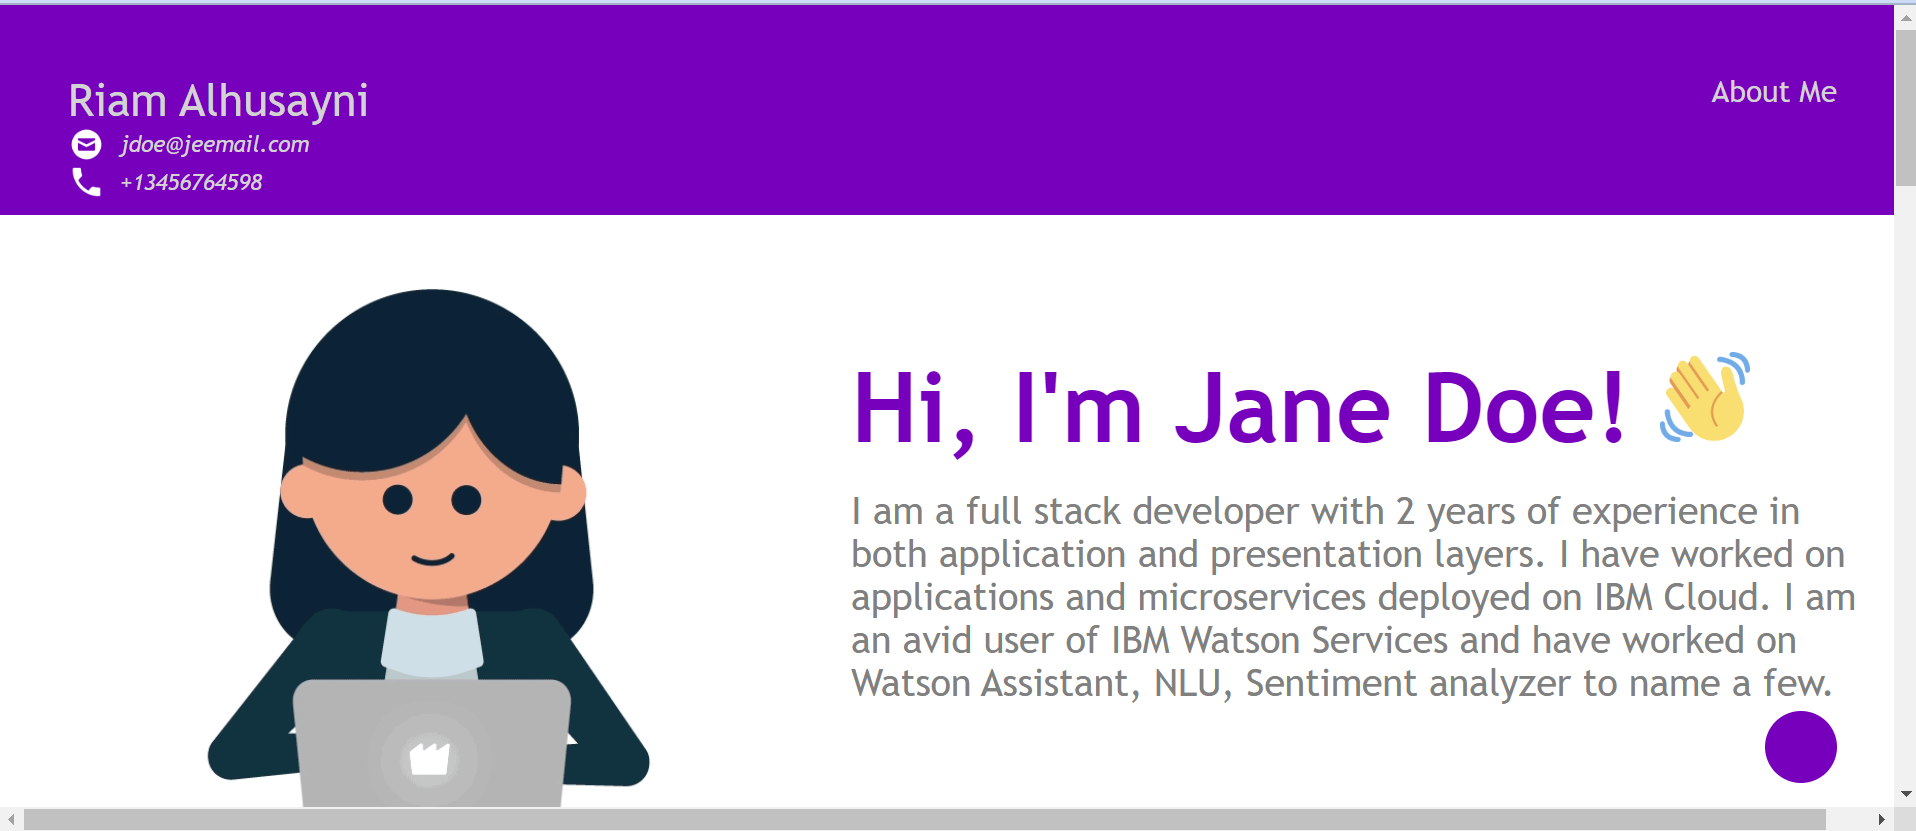 Riam Alhusayni
About Me
jdoe@jeemail.com
+13456764598
Hi, I'm Jane Doe!
I am a full stack developer with 2 years of experience in
both application and presentation layers. I have worked on
applications and microservices deployed on IBM Cloud. I am
an avid user of IBM Watson Services and have worked on
Watson Assistant, NLU, Sentiment analyzer to name a few.